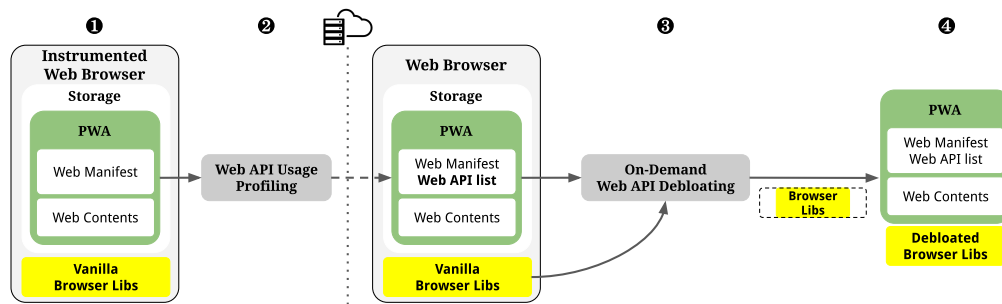 ❶
❷
❸
❹
Instrumented
Web Browser
Storage
PWA
Web Manifest
Web Contents
Vanilla
Browser Libs
Web API Usage
Profiling
Web Browser
Storage
PWA
Web Manifest
Web API list
Web Contents
Vanilla
Browser Libs
On-Demand
Web API Debloating
Browser
Libs
PWA
Web Manifest
Web API list
Web Contents
Debloated
Browser Libs